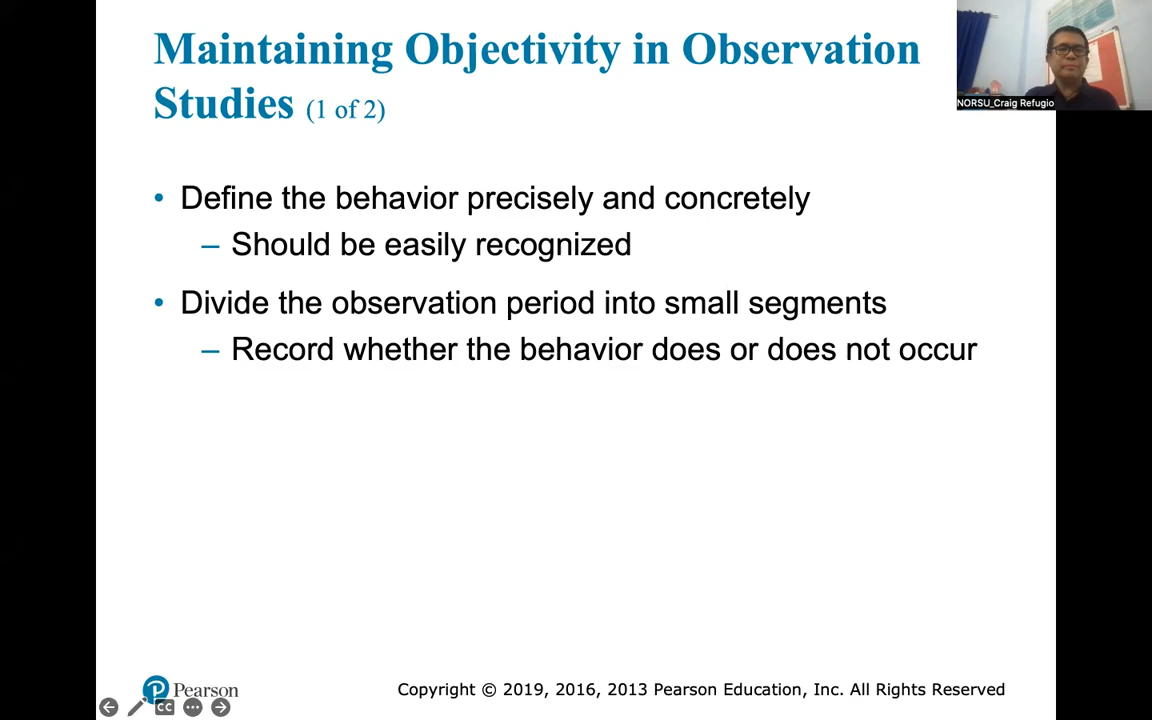 Maintaining Objectivity in Observation
Studies (1 of 2)
NORSU_Craig Refugio
• Define the behavior precisely and concretely
– Should be easily recognized
• Divide the observation period into small segments
– Record whether the behavior does or does not occur
Pearson
Copyright © 2019, 2016, 2013 Pearson Education, Inc. All Rights Reserved
CC